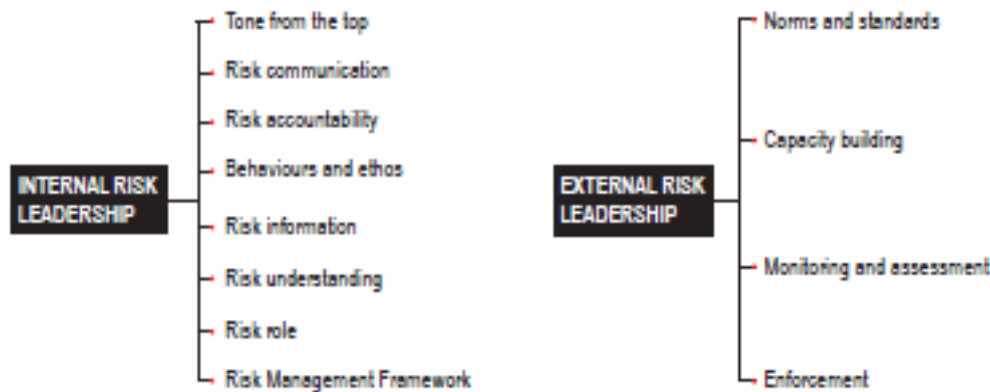 INTERNAL RISK
LEADERSHIP
Tone from the top
Risk communication
Risk accountability
Behaviours and ethos
Risk information
Risk understanding
Risk role
Risk Management Framework
EXTERNAL RISK
LEADERSHIP
Norms and standards
Capacity building
Monitoring and assessment
Enforcement